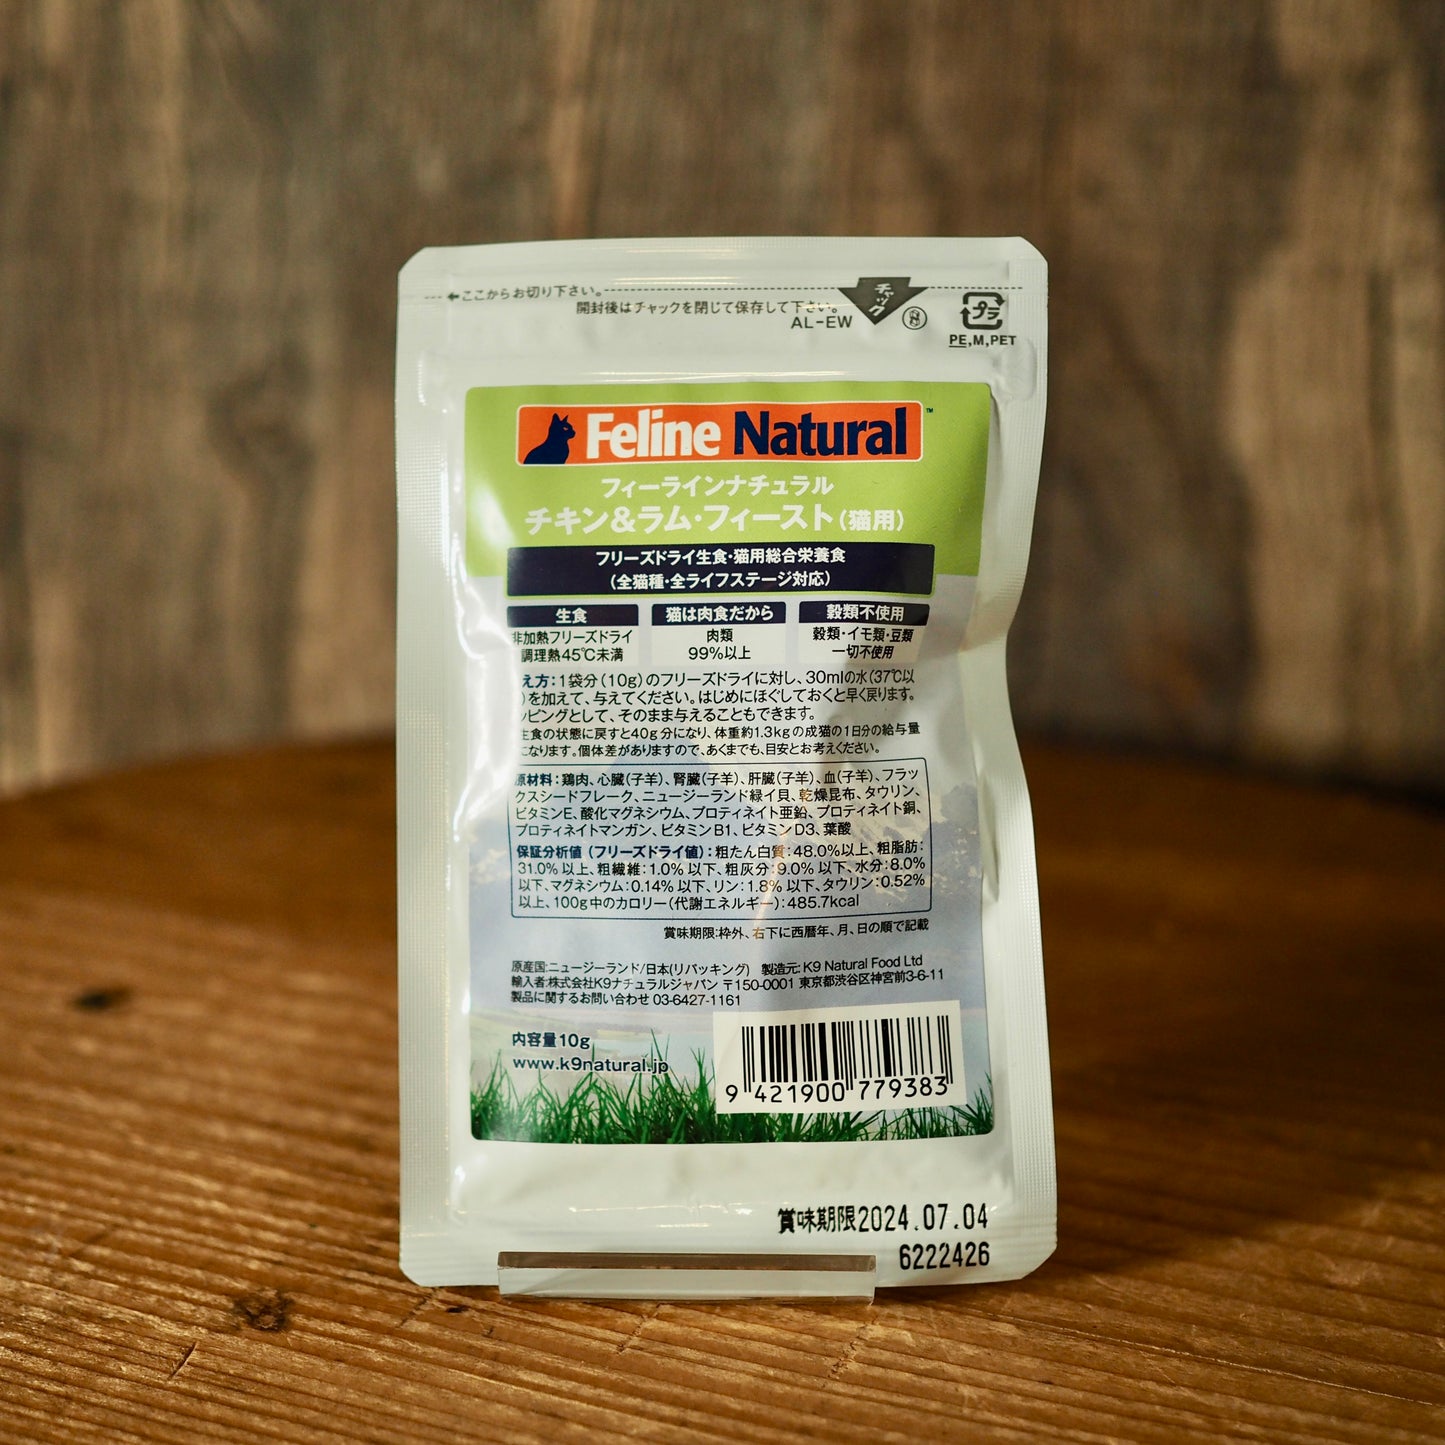 ここからお切り下さい。
開封後はチャックを閉じて保存して下さい。
チャック
AL-EW
8
プラ
PE,M,PET
Feline Natural™
フィーラインナチュラル
チキン&ラム・フィースト(猫用)
フリーズドライ生食・猫用総合栄養食
(全猫種・全ライフステージ対応)
生食
非加熱フリーズドライ
調理熱45℃未満
猫は肉食だから
肉類
99%以上
穀類不使用
穀類・イモ類・豆類
一切不使用
え方:1袋分(10g)のフリーズドライに対し、30mlの水(37℃以
)を加えて、与えてください。はじめにほぐしておくと早く戻ります。
ッピングとして、そのまま与えることもできます。
生食の状態に戻すと40g分になり、体重約1.3kgの成猫の1日分の給与量
になります。個体差がありますので、あくまでも、目安とお考えください。
原材料:鶏肉、心臓(子羊)、腎臓(子羊)、肝臓(子羊)、血(子羊)、フラッ
クスシードフレーク、ニュージーランド緑イ貝、乾燥昆布、タウリン、
ビタミンE、酸化マグネシウム、プロティネイト亜鉛、プロティネイト銅、
プロティネイトマンガン、ビタミンB1、ビタミンD3、葉酸
保証分析値(フリーズドライ値):粗たん白質:48.0%以上、粗脂肪:
31.0%以上、粗繊維:1.0%以下、粗灰分:9.0%以下、水分:8.0%
以下、マグネシウム:0.14%以下、リン:1.8%以下、タウリン:0.52%
以上、100g中のカロリー(代謝エネルギー):485.7kcal
賞味期限:枠外、右下に西暦年、月、日の順で記載
原産国:ニュージーランド/日本(リパッキング) 製造元:K9 Natural Food Ltd
輸入者:株式会社K9ナチュラルジャパン 〒150-0001 東京都渋谷区神宮前3-6-11
製品に関するお問い合わせ 03-6427-1161
内容量10g
www.k9natural.jp
9 421900 779383
賞味期限2024.07.04
6222426